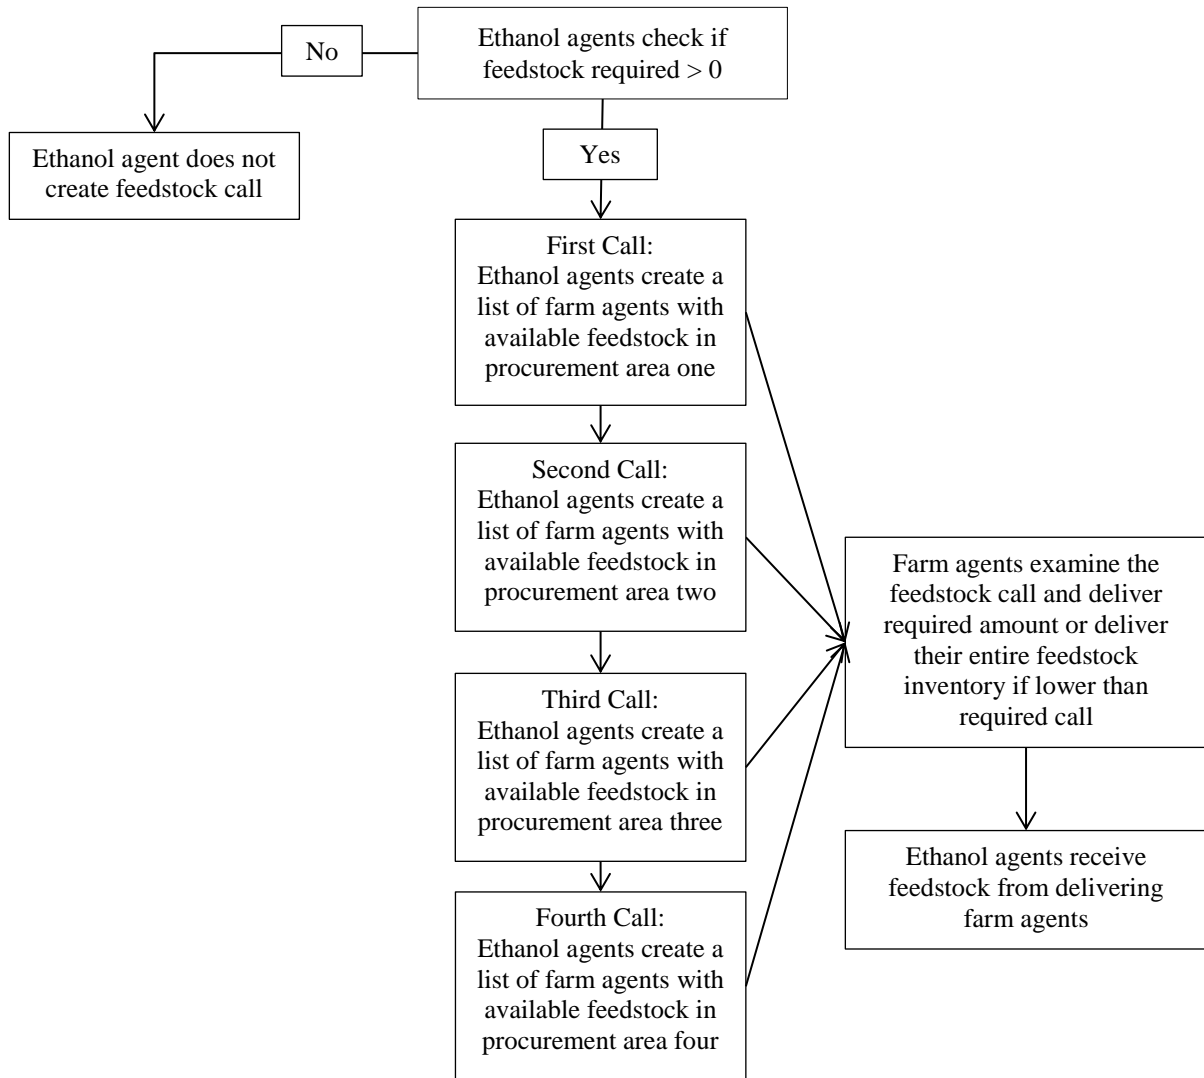 Ethanol agents check if
feedstock required > 0
No
Ethanol agent does not
create feedstock call
Yes
First Call:
Ethanol agents create a
list of farm agents with
available feedstock in
procurement area one
Second Call:
Ethanol agents create a
list of farm agents with
available feedstock in
procurement area two
Third Call:
Ethanol agents create a
list of farm agents with
available feedstock in
procurement area three
Fourth Call:
Ethanol agents create a
list of farm agents with
available feedstock in
procurement area four
Farm agents examine the
feedstock call and deliver
required amount or deliver
their entire feedstock
inventory if lower than
required call
Ethanol agents receive
feedstock from delivering
farm agents